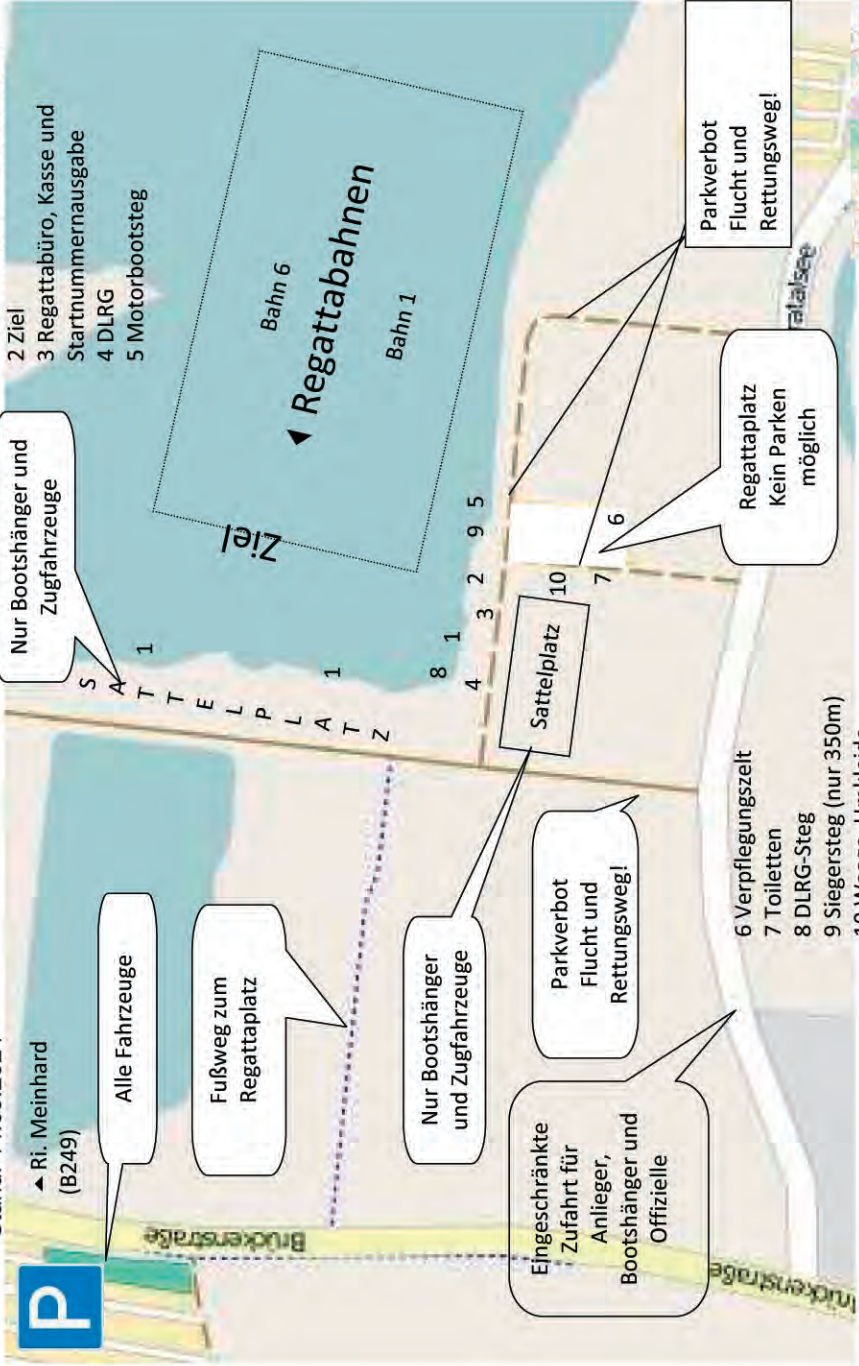 ▲ Ri. Meinhard
(B249)
P
Alle Fahrzeuge
Fußweg zum
Regattaplatz
Nur Bootshänger
und Zugfahrzeuge
Parkverbot
Flucht und
Rettungsweg!
Eingeschränkte
Zufahrt für
Anlieger,
Bootshänger und
Offizielle
Brückenstraße
Nur Bootshänger und
Zugfahrzeuge
SATTELPLATZ
1
1
8
1
4
3
2
9
5
10
7
6
Sattelplatz
Ziel
◀ Regattabahnen
Bahn 6
Bahn 1
2 Ziel
3 Regattabüro, Kasse und
Startnummernausgabe
4 DLRG
5 Motorbootsteg
Parkverbot
Flucht und
Rettungsweg!
Regattaplatz
Kein Parken
möglich
6 Verpflegungszelt
7 Toiletten
8 DLRG-Steg
9 Siegersteg (nur 350m)